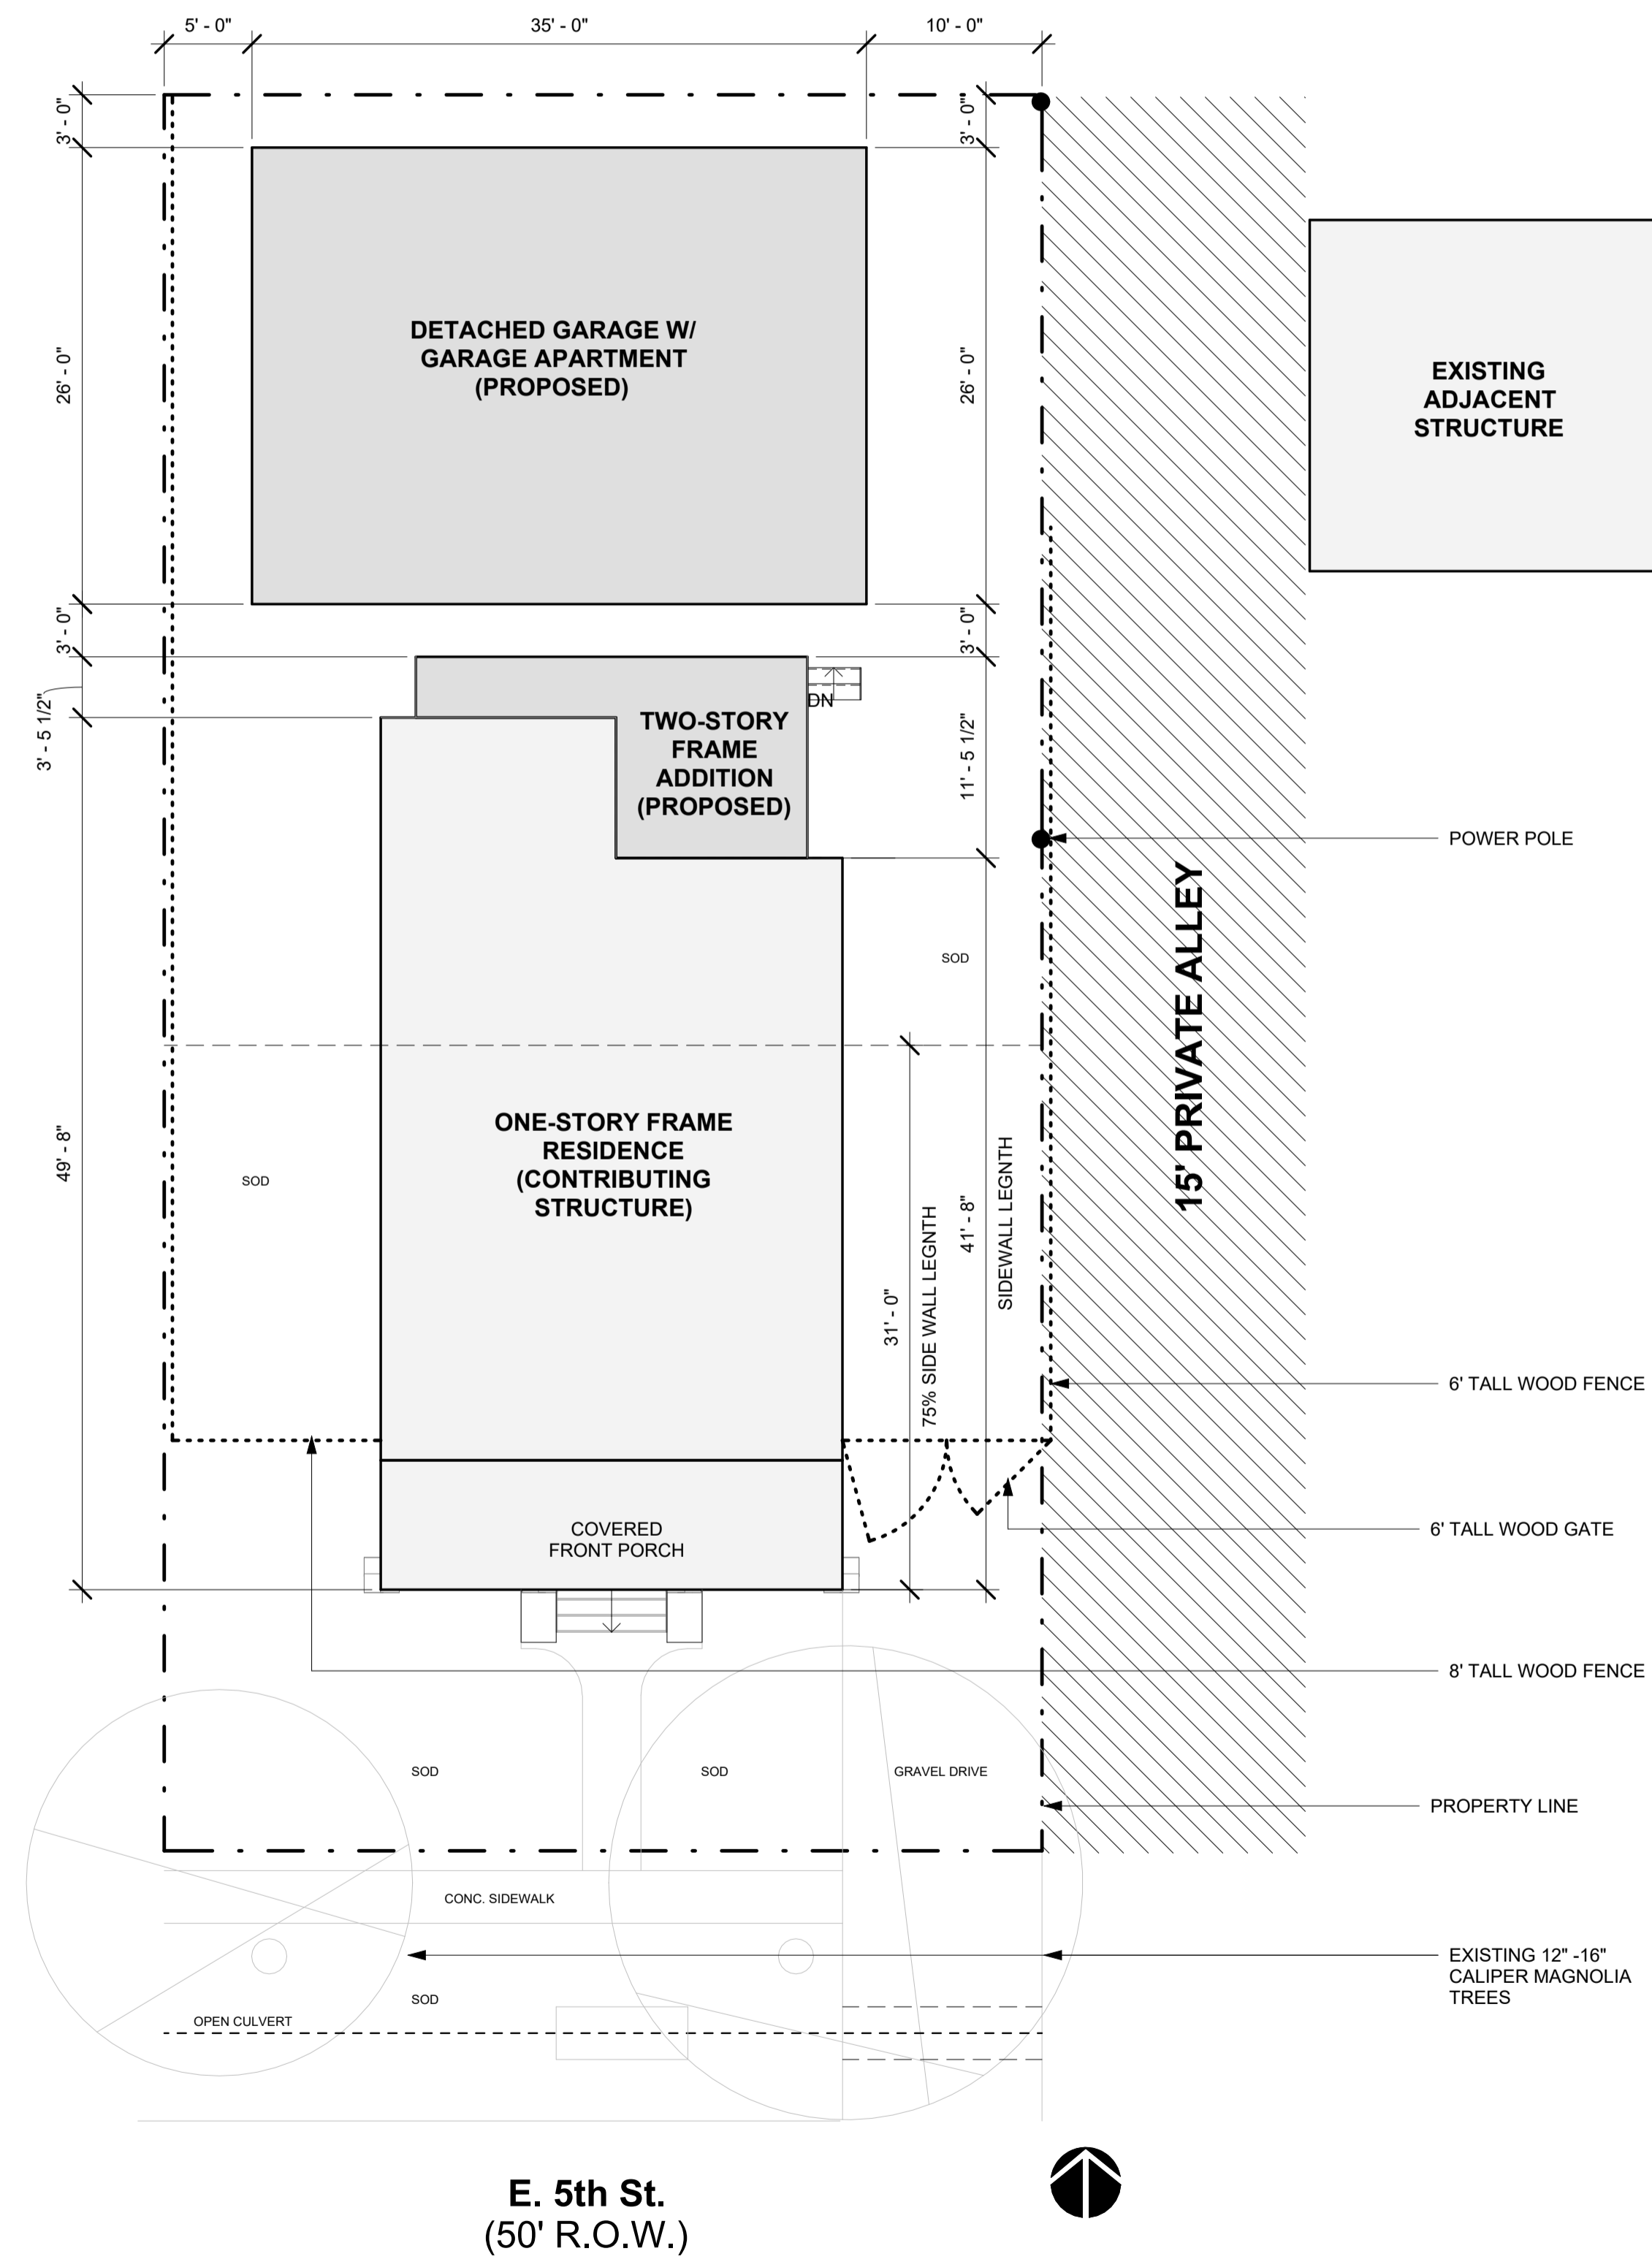 5' - 0"
35' - 0"
10' - 0"
3' - 0"
3' - 0"
DETACHED GARAGE W/
GARAGE APARTMENT
(PROPOSED)
26' - 0"
26' - 0"
EXISTING
ADJACENT
STRUCTURE
3' - 0"
3' - 0"
3' - 5 1/2"
DN
TWO-STORY
FRAME
ADDITION
(PROPOSED)
11' - 5 1/2"
POWER POLE
15' PRIVATE ALLEY
SOD
49' - 8"
ONE-STORY FRAME
RESIDENCE
(CONTRIBUTING
STRUCTURE)
SOD
31' - 0"
75% SIDE WALL LEGNTH
41' - 8"
SIDEWALL LEGNTH
6' TALL WOOD FENCE
COVERED
FRONT PORCH
6' TALL WOOD GATE
8' TALL WOOD FENCE
SOD
SOD
GRAVEL DRIVE
PROPERTY LINE
CONC. SIDEWALK
EXISTING 12" -16"
CALIPER MAGNOLIA
TREES
SOD
OPEN CULVERT
E. 5th St.
(50' R.O.W.)